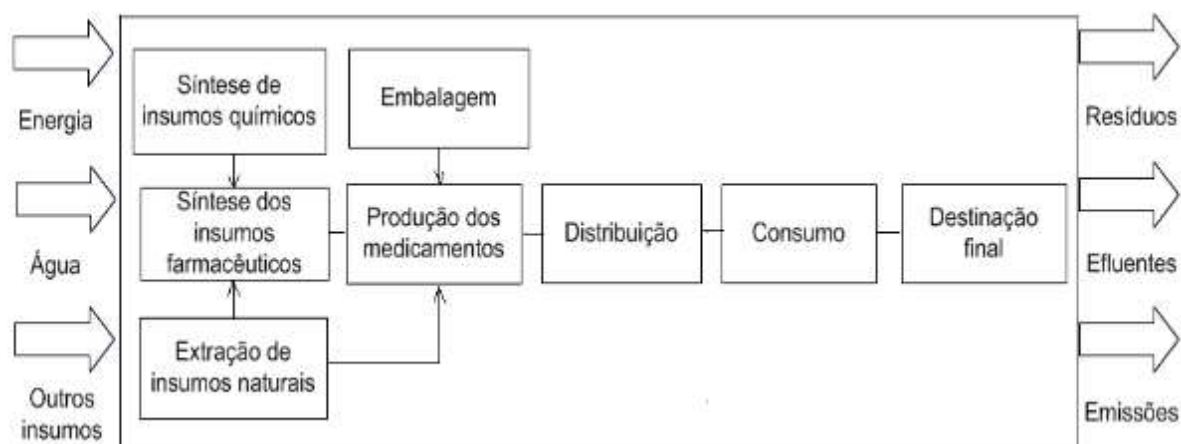 Energia
Água
Outros
insumos
Síntese de
insumos químicos
Embalagem
Síntese dos
insumos
farmacêuticos
Produção dos
medicamentos
Distribuição
Consumo
Destinação
final
Extração de
insumos naturais
Resíduos
Efluentes
Emissões